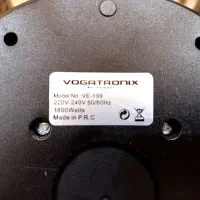 VOGATRONIX
Model No. VE-199
220V-240V 50/60Hz
1800Watts
Made in P.R.C